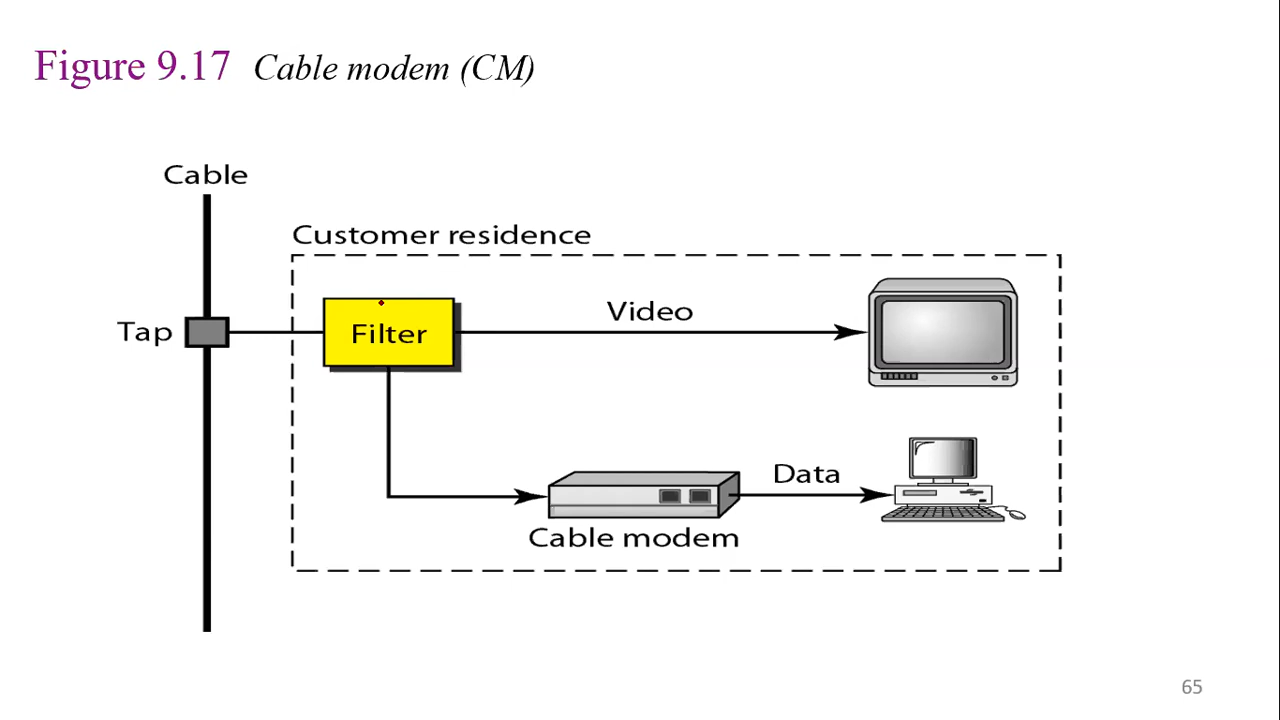 Figure 9.17 Cable modem (CM)
Cable
Customer residence
Video
Tap
Filter
Data
Cable modem
65